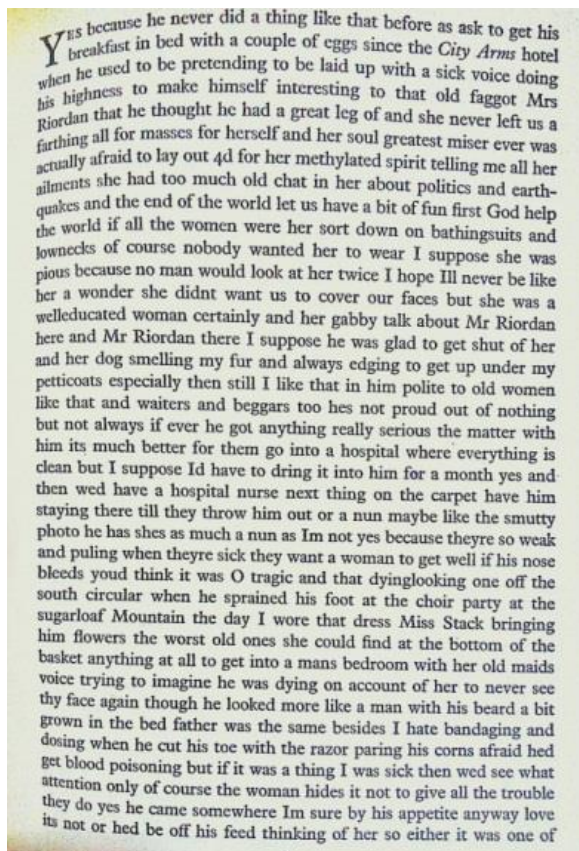 YES because he never did a thing like that before as ask to get his
breakfast in bed with a couple of eggs since the City Arms hotel
when he used to be pretending to be laid up with a sick voice doing
his highness to make himself interesting to that old faggot Mrs
Riordan that he thought he had a great leg of and she never left us a
farthing all for masses for herself and her soul greatest miser ever was
actually afraid to lay out 4d for her methylated spirit telling me all her
ailments she had too much old chat in her about politics and earth-
quakes and the end of the world let us have a bit of fun first God help
the world if all the women were her sort down on bathingsuits and
lownecks of course nobody wanted her to wear I suppose she was
pious because no man would look at her twice I hope Ill never be like
her a wonder she didnt want us to cover our faces but she was a
welleducated woman certainly and her gabby talk about Mr Riordan
here and Mr Riordan there I suppose he was glad to get shut of her
and her dog smelling my fur and always edging to get up under my
petticoats especially then still I like that in him polite to old women
like that and waiters and beggars too hes not proud out of nothing
but not always if ever he got anything really serious the matter with
him its much better for them go into a hospital where everything is
clean but I suppose Id have to dring it into him for a month yes and
then wed have a hospital nurse next thing on the carpet have him
staying there till they throw him out or a nun maybe like the smutty
photo he has shes as much a nun as Im not yes because theyre so weak
and puling when theyre sick they want a woman to get well if his nose
bleeds youd think it was O tragic and that dyinglooking one off the
south circular when he sprained his foot at the choir party at the
sugarloaf Mountain the day I wore that dress Miss Stack bringing
him flowers the worst old ones she could find at the bottom of the
basket anything at all to get into a mans bedroom with her old maids
voice trying to imagine he was dying on account of her to never see
thy face again though he looked more like a man with his beard a bit
grown in the bed father was the same besides I hate bandaging and
dosing when he cut his toe with the razor paring his corns afraid hed
get blood poisoning but if it was a thing I was sick then wed see what
attention only of course the woman hides it not to give all the trouble
they do yes he came somewhere Im sure by his appetite anyway love
its not or hed be off his feed thinking of her so either it was one of